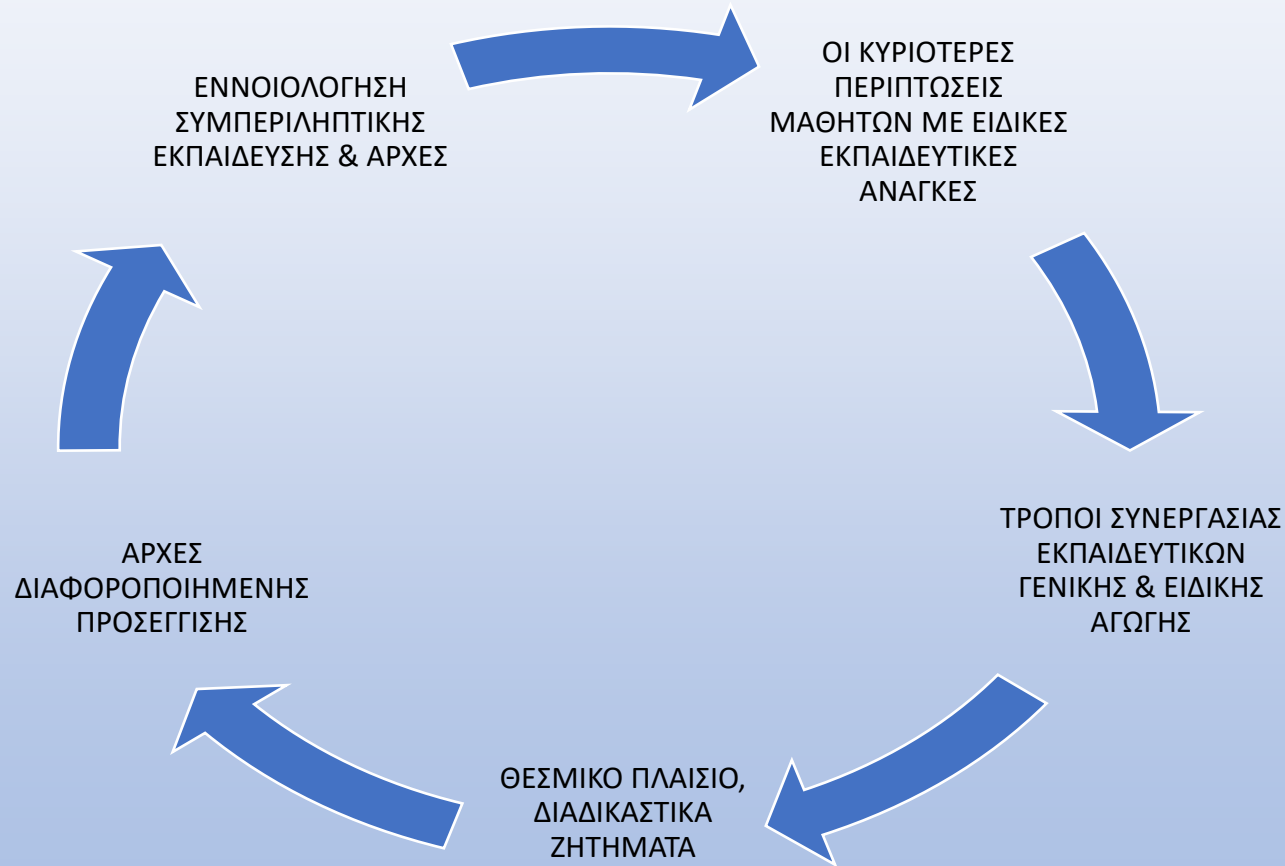 ΕΝΝΟΙΟΛΟΓΗΣΗ
ΣΥΜΠΕΡΙΛΗΠΤΙΚΗΣ
ΕΚΠΑΙΔΕΥΣΗΣ & ΑΡΧΕΣ
ΟΙ ΚΥΡΙΟΤΕΡΕΣ
ΠΕΡΙΠΤΩΣΕΙΣ
ΜΑΘΗΤΩΝ ΜΕ ΕΙΔΙΚΕΣ
ΕΚΠΑΙΔΕΥΤΙΚΕΣ
ΑΝΑΓΚΕΣ
ΤΡΟΠΟΙ ΣΥΝΕΡΓΑΣΙΑΣ
ΕΚΠΑΙΔΕΥΤΙΚΩΝ
ΓΕΝΙΚΗΣ & ΕΙΔΙΚΗΣ
ΑΓΩΓΗΣ
ΘΕΣΜΙΚΟ ΠΛΑΙΣΙΟ,
ΔΙΑΔΙΚΑΣΤΙΚΑ
ΖΗΤΗΜΑΤΑ
ΑΡΧΕΣ
ΔΙΑΦΟΡΟΠΟΙΗΜΕΝΗΣ
ΠΡΟΣΕΓΓΙΣΗΣ